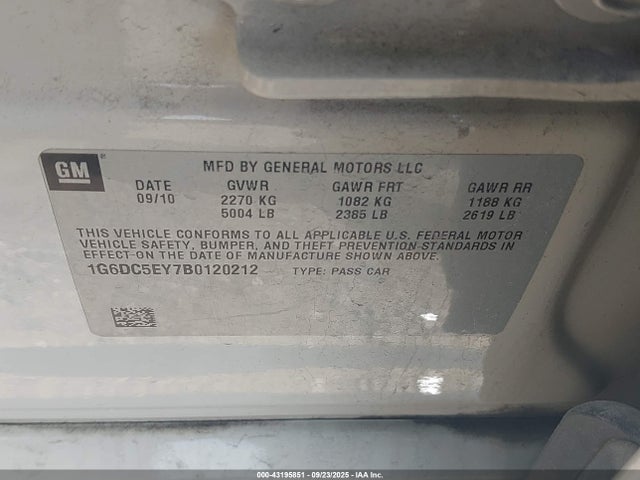 GM
MFD BY GENERAL MOTORS LLC
DATE GVWR GAWR FRT GAWR RR
09/10 2270 KG 1082 KG 1188 KG
5004 LB 2385 LB 2619 LB
THIS VEHICLE CONFORMS TO ALL APPLICABLE U.S. FEDERAL MOTOR
VEHICLE SAFETY, BUMPER, AND THEFT PREVENTION STANDARDS IN
EFFECT ON THE DATE OF MANUFACTURE SHOWN ABOVE.
1G6DC5EY7B0120212 TYPE: PASS CAR
000-43195851 - 09/23/2025 - IAA Inc.